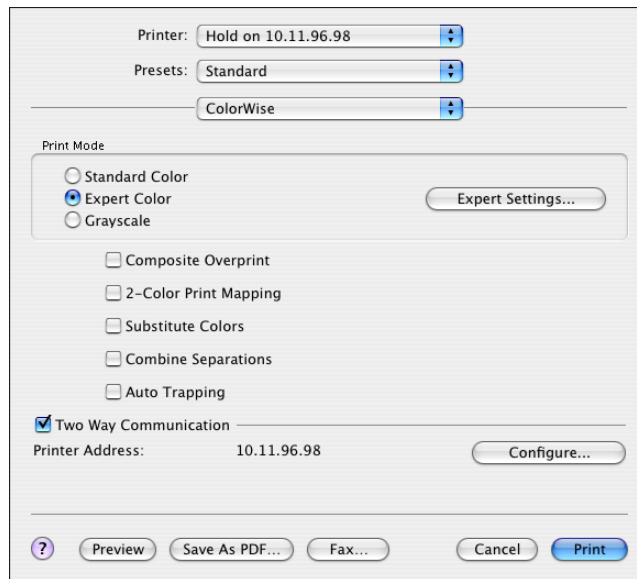 Printer: Hold on 10.11.96.98
Presets: Standard
ColorWise
Print Mode
Standard Color
Expert Color Expert Settings...
Grayscale
Composite Overprint
2-Color Print Mapping
Substitute Colors
Combine Separations
Auto Trapping
Two Way Communication
Printer Address: 10.11.96.98 Configure...
? Preview Save As PDF... Fax... Cancel Print